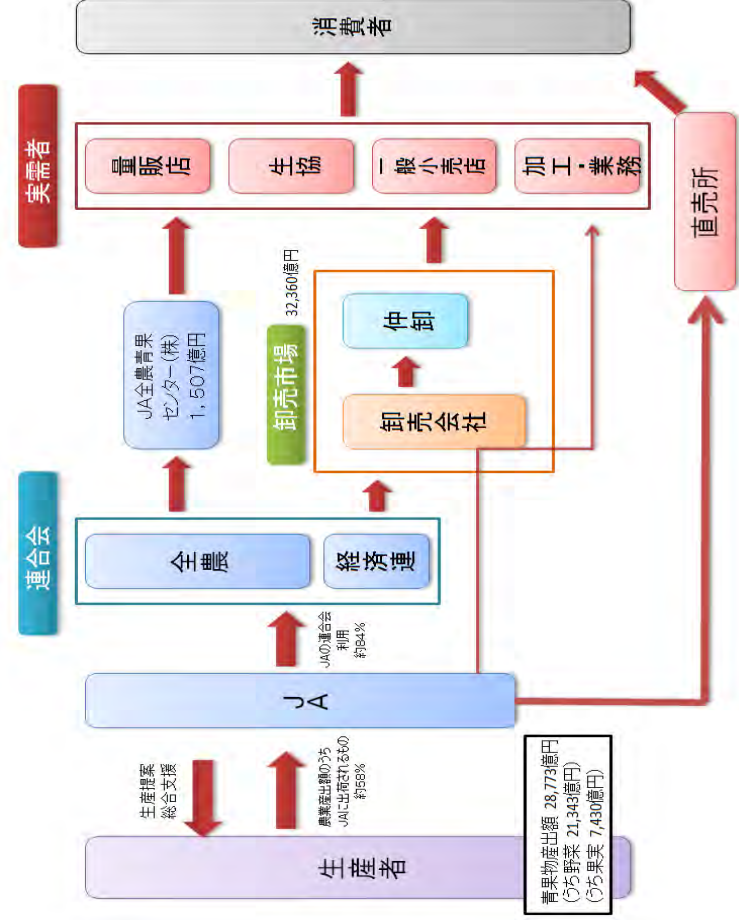 生産者
青果物産出額 28,773億円
(うち野菜 21,343億円)
(うち果実 7,430億円)
生産提案
総合支援
農業産出額のうち
JAに出荷されるもの
約58%
JA
JAの連合会
利用
約84%
連合会
全農
経済連
JA全農青果
センター(株)
1,507億円
卸売市場
32,360億円
卸売会社
仲卸
実需者
量販店
生協
一般小売店
加工・業務
直売所
消費者